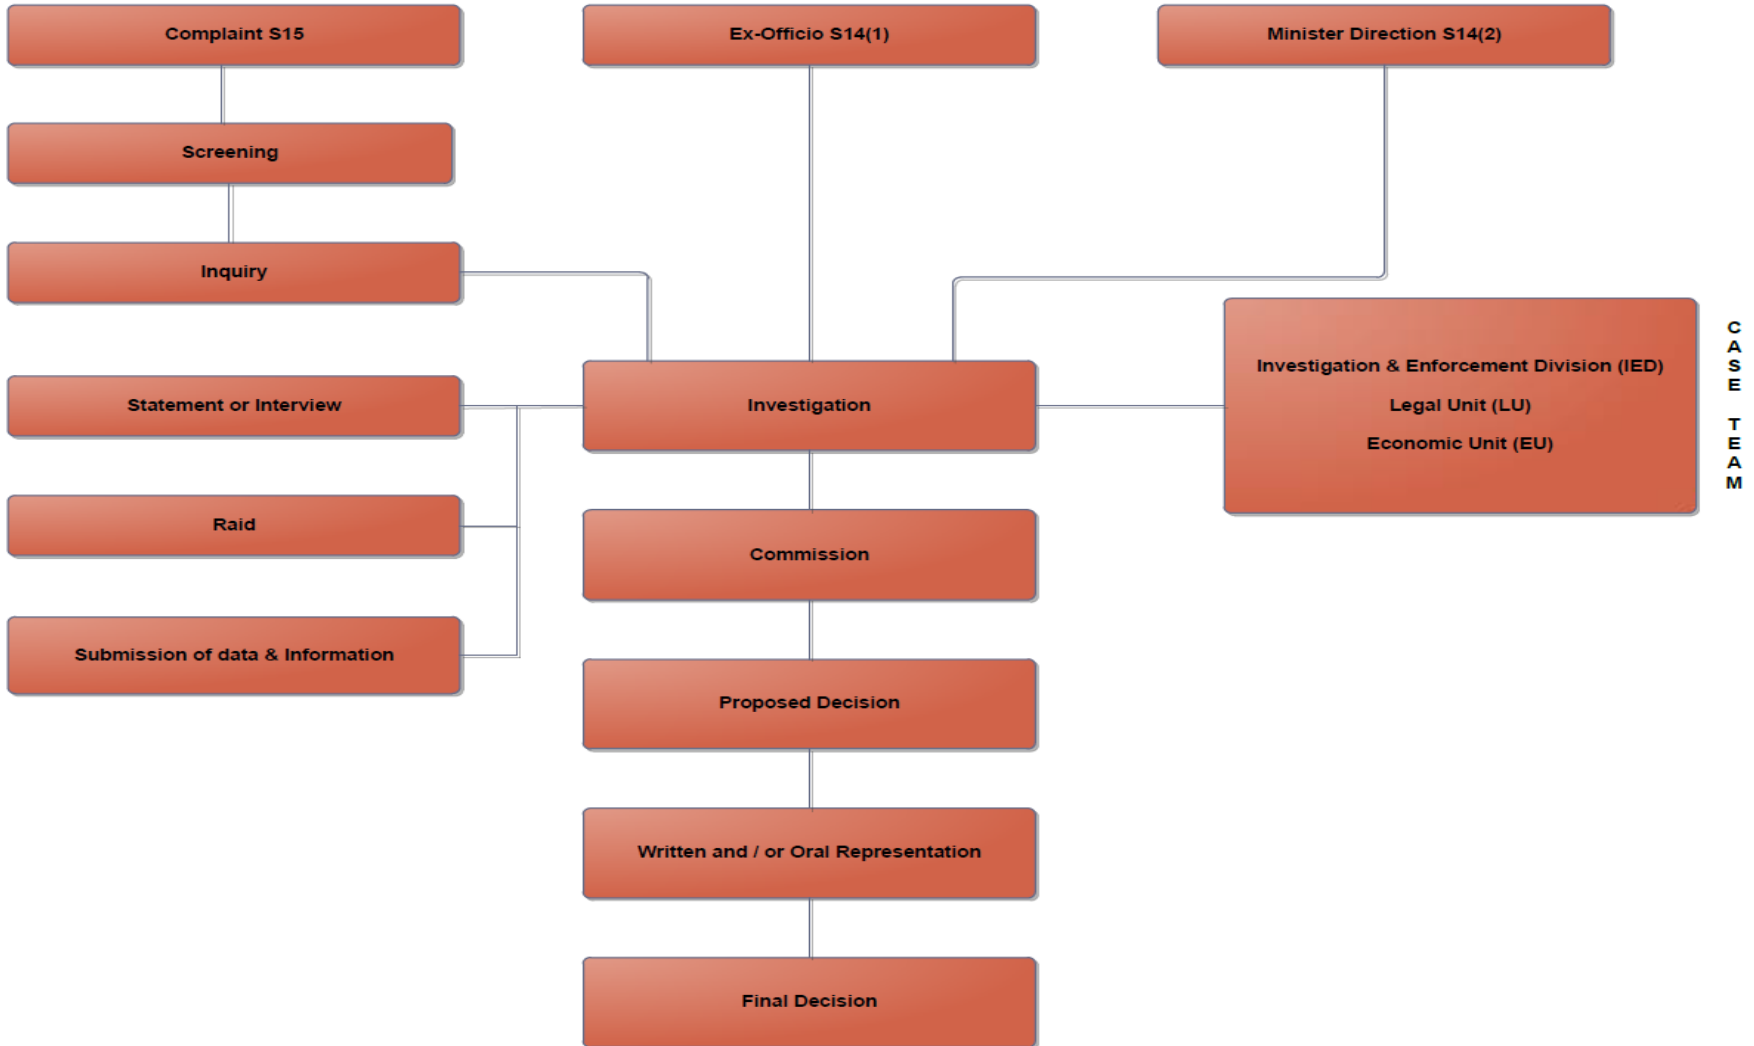 Complaint S15
Ex-Officio S14(1)
Minister Direction S14(2)
Screening
Inquiry
Investigation & Enforcement Division (IED)
Legal Unit (LU)
Economic Unit (EU)
CASE TEAM
Statement or Interview
Investigation
Raid
Commission
Submission of data & Information
Proposed Decision
Written and / or Oral Representation
Final Decision